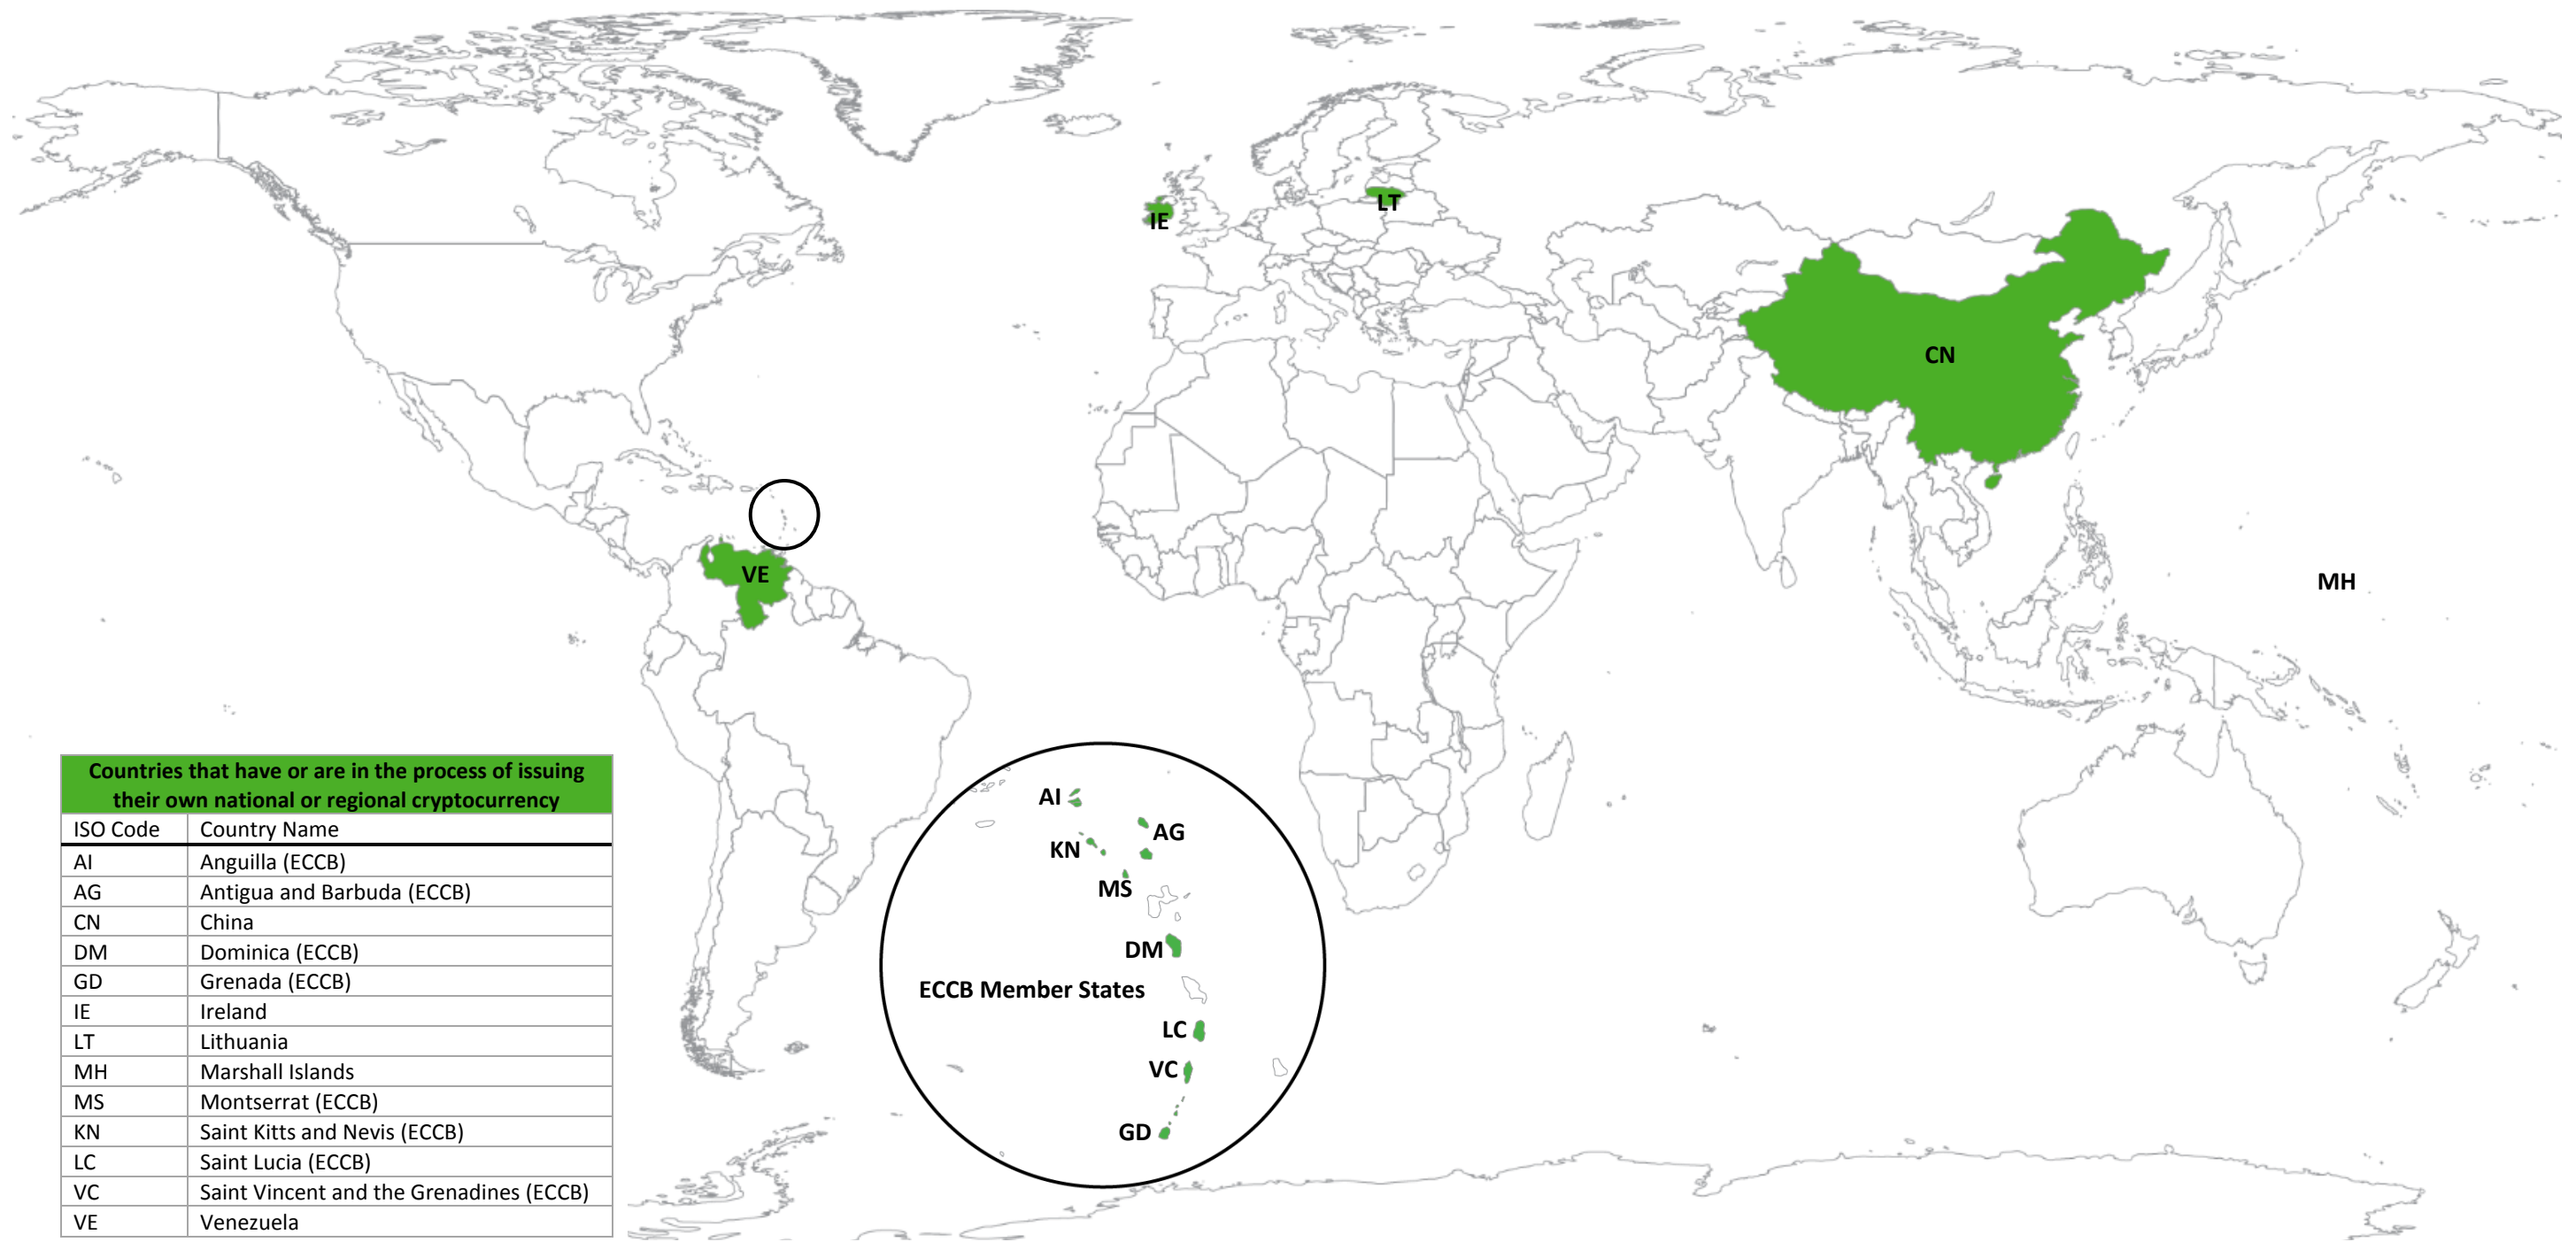 IE
LT
CN
VE
MH
Countries that have or are in the process of issuing
their own national or regional cryptocurrency
ISO Code Country Name
AI Anguilla (ECCB)
AG Antigua and Barbuda (ECCB)
CN China
DM Dominica (ECCB)
GD Grenada (ECCB)
IE Ireland
LT Lithuania
MH Marshall Islands
MS Montserrat (ECCB)
KN Saint Kitts and Nevis (ECCB)
LC Saint Lucia (ECCB)
VC Saint Vincent and the Grenadines (ECCB)
VE Venezuela
AI
AG
KN
MS
DM
ECCB Member States
LC
VC
GD